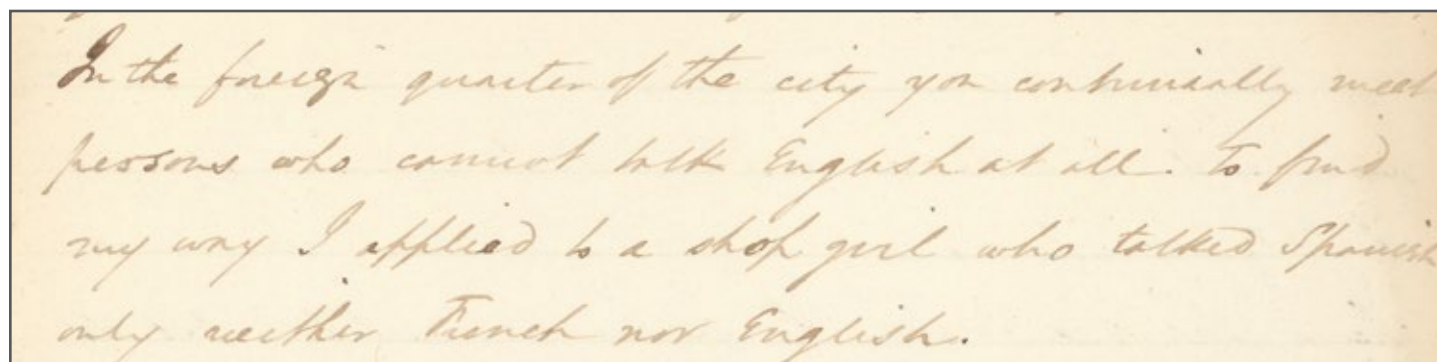 In the foreign quarter of the city you continually meet
persons who cannot talk English at all. To find
my way I applied to a shop girl who talked Spanish
only neither French nor English.